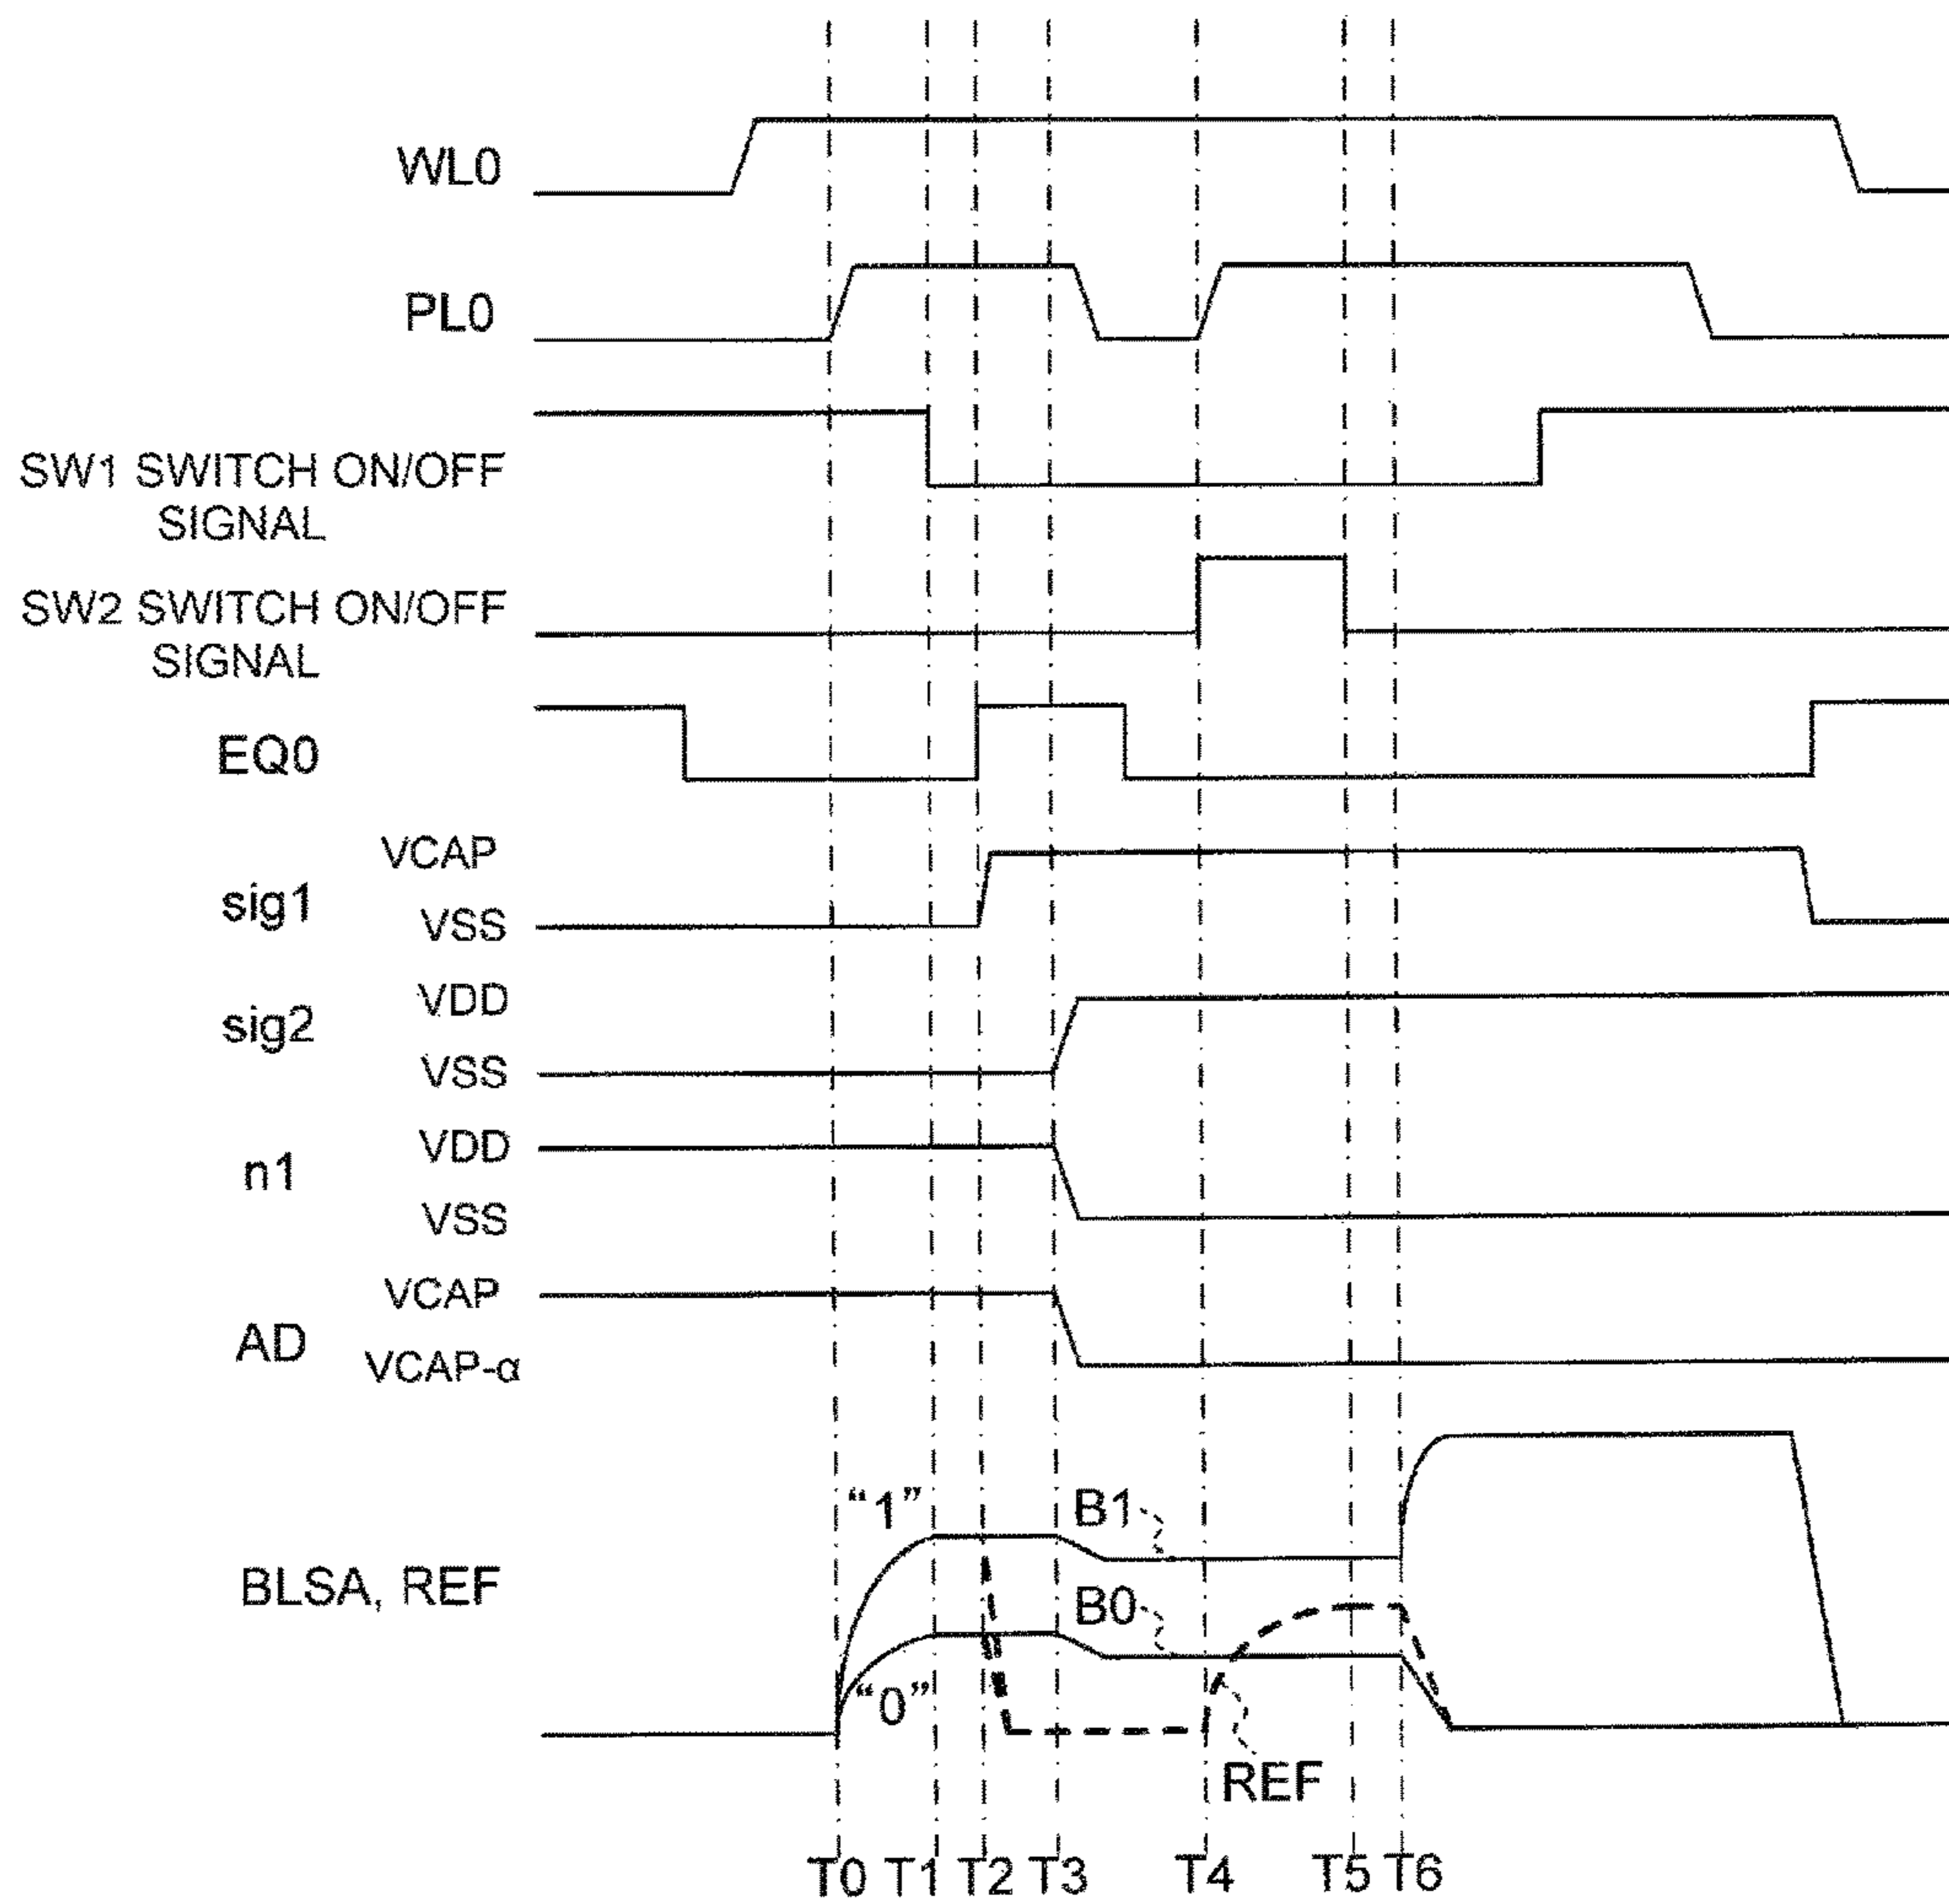 WL0
PL0
SW1 SWITCH ON/OFF
SIGNAL
SW2 SWITCH ON/OFF
SIGNAL
EQ0
VCAP
sig1
VSS
VDD
sig2
VSS
VDD
n1
VSS
VCAP
AD
VCAP-α
"1"
B1
BLSA, REF
B0
"0"
REF
T0 T1 T2 T3 T4 T5 T6